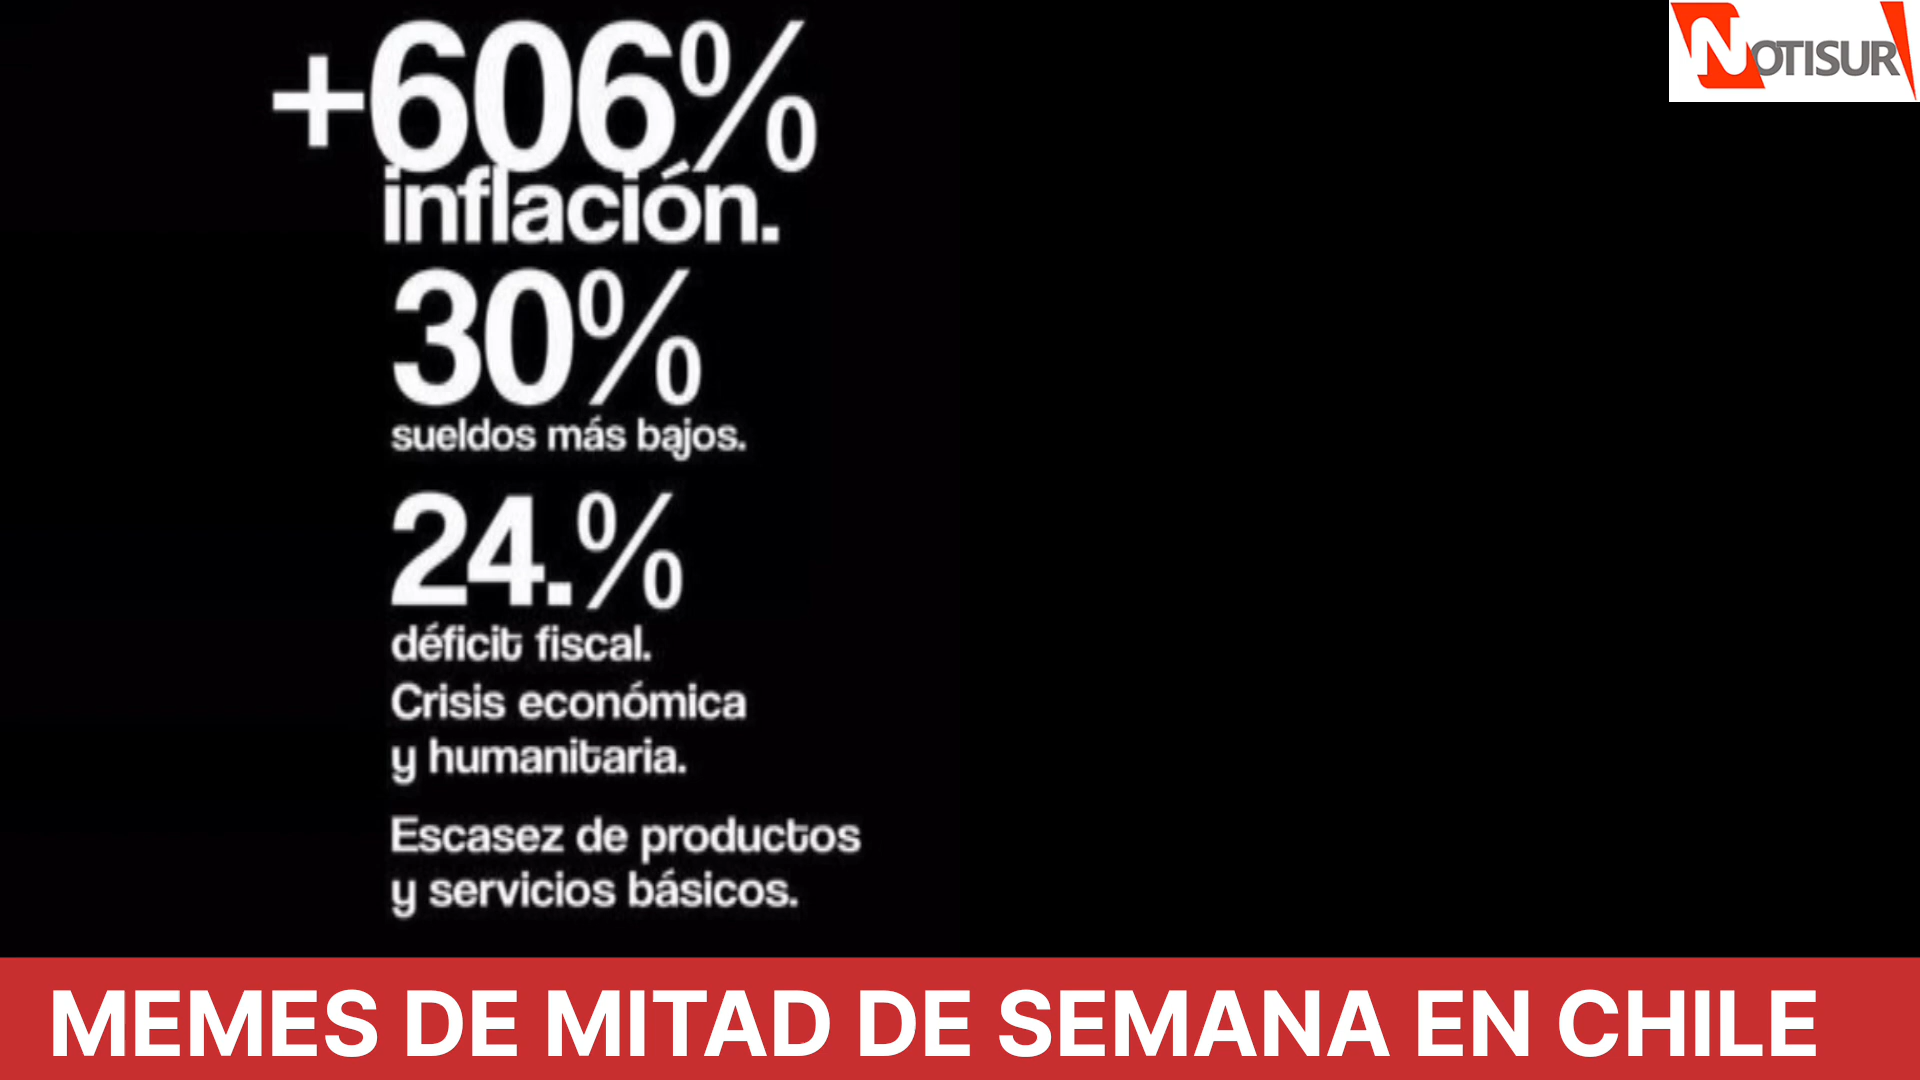 NOTISUR
+606%
inflación.
30%
sueldos más bajos.
24.%
déficit fiscal.
Crisis económica
y humanitaria.
Escasez de productos
y servicios básicos.
MEMES DE MITAD DE SEMANA EN CHILE